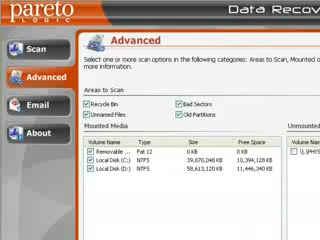 pareto
LOGIC
Data Recov
Scan
Advanced
Email
About
Advanced
Select one or more scan options in the following categories: Areas to Scan, Mounted o
more information.
Areas to Scan
Recycle Bin
Bad Sectors
Unnamed Files
Old Partitions
Mounted Media
Unmounted
Volume Name Type Size Free Space Volume Na
Removable ... Fat 12 0 KB 0 KB \\.\PHYS
Local Disk (C:) NTFS 39,070,048 KB 10,394,128 KB
Local Disk (D:) NTFS 58,613,120 KB 11,446,340 KB